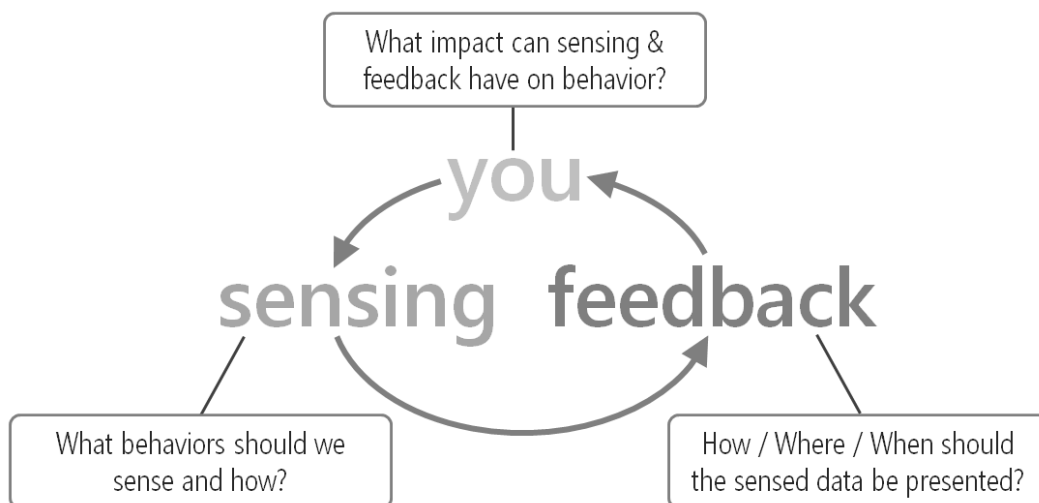 What impact can sensing &
feedback have on behavior?
you
sensing
feedback
What behaviors should we
sense and how?
How / Where / When should
the sensed data be presented?